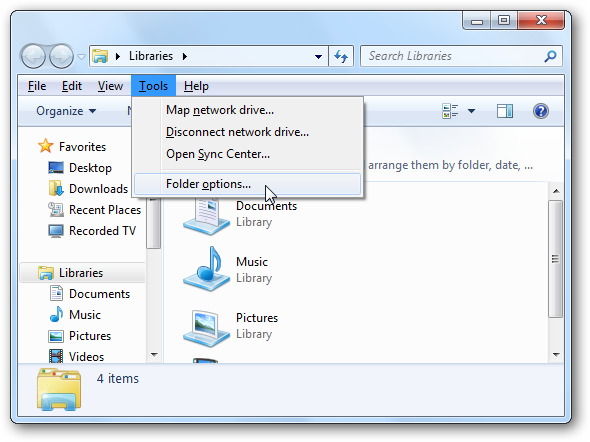 Libraries
Search Libraries
File Edit View Tools Help
Organize
Map network drive...
Disconnect network drive...
Open Sync Center...
Folder options...
arrange them by folder, date, ...
Favorites
Desktop
Downloads
Recent Places
Recorded TV
Libraries
Documents
Music
Pictures
Videos
Documents
Library
Music
Library
Pictures
Library
4 items